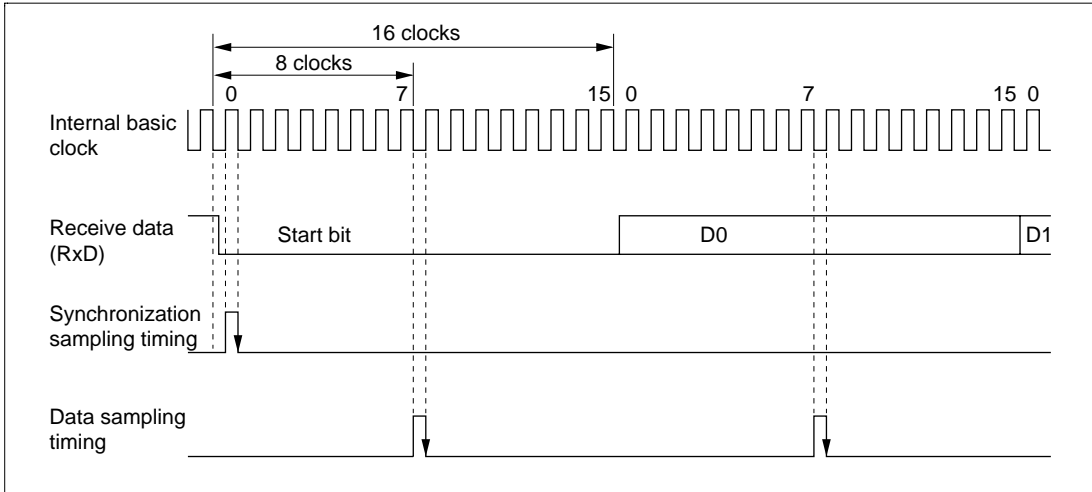 16 clocks
8 clocks
0 7 15 0 7 15 0
Internal basic
clock
Receive data
(RxD)
Start bit D0 D1
Synchronization
sampling timing
Data sampling
timing